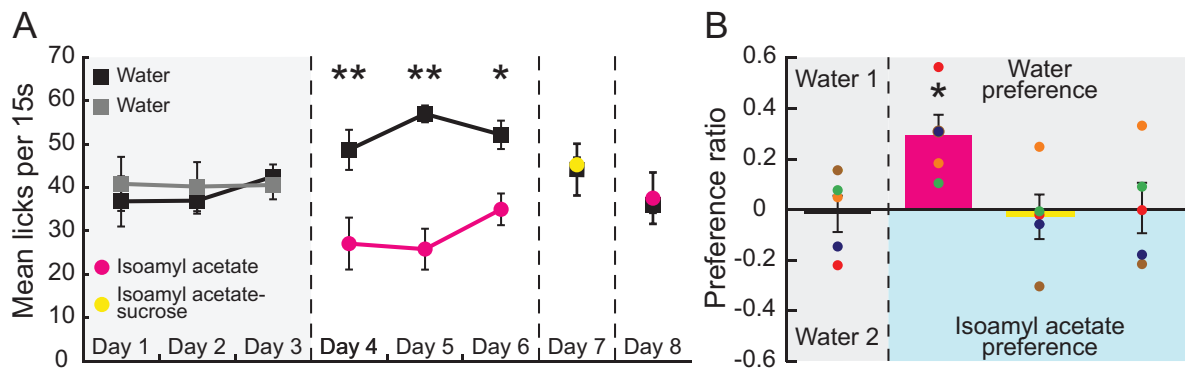 A
Mean licks per 15s
70
60
50
40
30
20
10
0
Water
Water
Isoamyl acetate
Isoamyl acetate-
sucrose
** ** *
Day 1 Day 2 Day 3 Day 4 Day 5 Day 6 Day 7 Day 8
B
Preference ratio
0.6
0.4
0.2
0
-0.2
-0.4
-0.6
Water 1
Water
preference
*
Water 2
Isoamyl acetate
preference